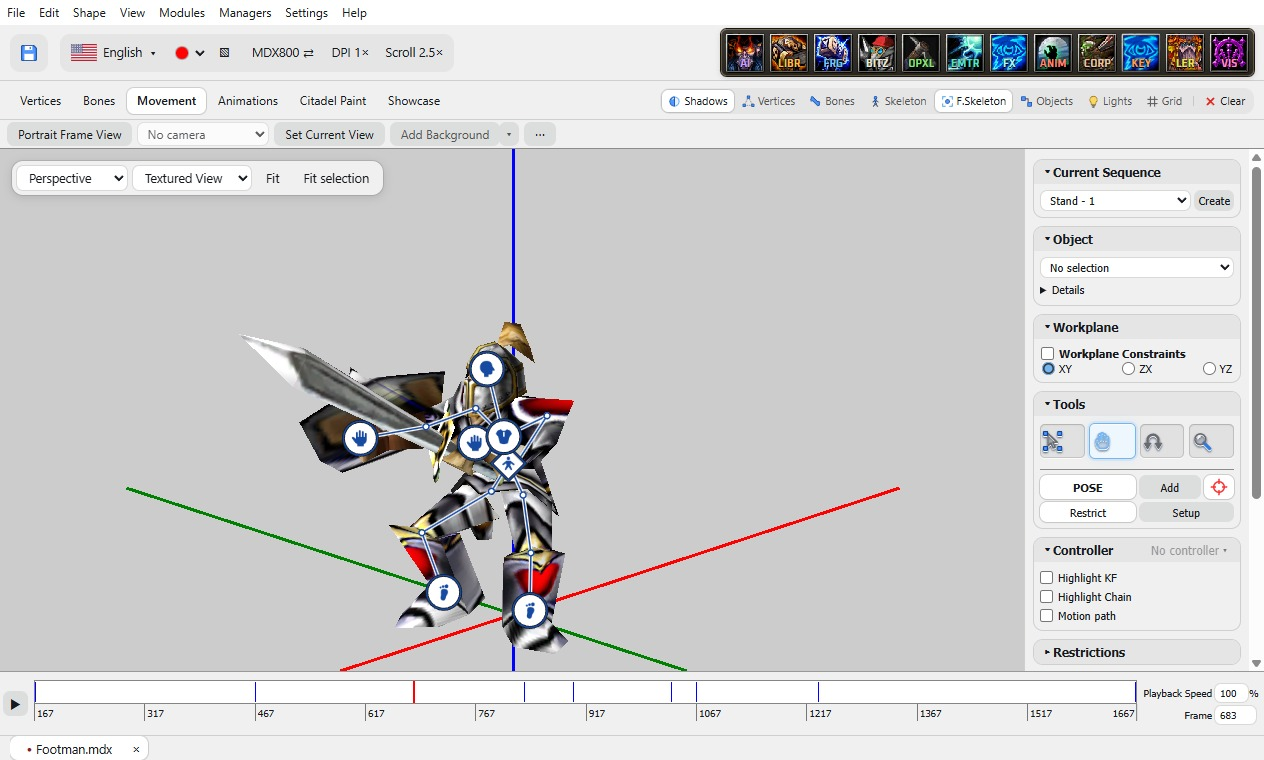 File Edit Shape View Modules Managers Settings Help
English MDX800 ⇄ DPI 1× Scroll 2.5×
AI LIBR ERG BITZ OPXL EMTR FX ANIM CORP KEY LER VIS
Vertices Bones Movement Animations Citadel Paint Showcase
Shadows Vertices Bones Skeleton F.Skeleton Objects Lights Grid Clear
Portrait Frame View No camera Set Current View Add Background ...
Perspective Textured View Fit Fit selection
Current Sequence
Stand - 1 Create
Object
No selection
Details
Workplane
Workplane Constraints
XY ZX YZ
Tools
POSE Add
Restrict Setup
Controller No controller
Highlight KF
Highlight Chain
Motion path
Restrictions
Playback Speed 100 %
167 317 467 617 767 917 1067 1217 1367 1517 1667
Frame 683
Footman.mdx ×